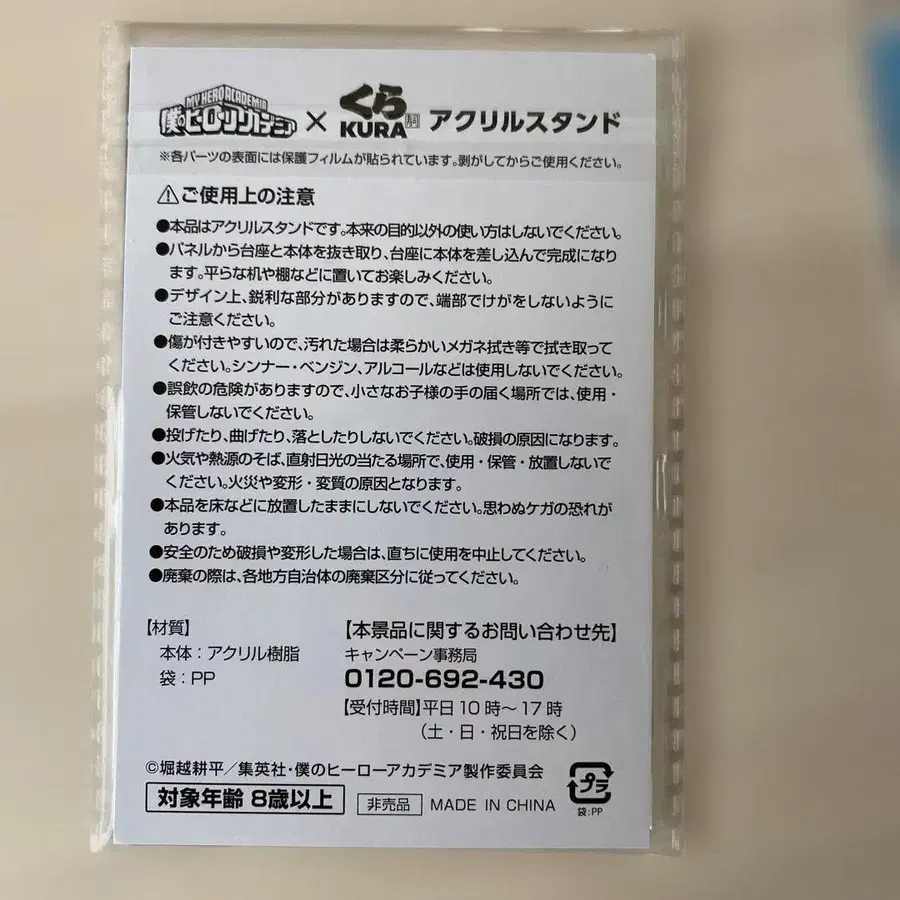 MY HERO ACADEMIA
僕のヒーローアカデミア × くら KURA アクリルスタンド
※各パーツの表面には保護フィルムが貼られています。剥がしてからご使用ください。
⚠ご使用上の注意
●本品はアクリルスタンドです。本来の目的以外の使い方はしないでください。
●パネルから台座と本体を抜き取り、台座に本体を差し込んで完成になり
ます。平らな机や棚などに置いてお楽しみください。
●デザイン上、鋭利な部分がありますので、端部でけがをしないように
ご注意ください。
●傷が付きやすいので、汚れた場合は柔らかいメガネ拭き等で拭き取って
ください。シンナー・ベンジン、アルコールなどは使用しないでください。
●誤飲の危険がありますので、小さなお子様の手の届く場所では、使用・
保管しないでください。
●投げたり、曲げたり、落としたりしないでください。破損の原因になります。
●火気や熱源のそば、直射日光の当たる場所で、使用・保管・放置しないで
ください。火災や変形・変質の原因となります。
●本品を床などに放置したままにしないでください。思わぬケガの恐れが
あります。
●安全のため破損や変形した場合は、直ちに使用を中止してください。
●廃棄の際は、各地方自治体の廃棄区分に従ってください。
【材質】
本体：アクリル樹脂
袋：PP
【本景品に関するお問い合わせ先】
キャンペーン事務局
0120-692-430
【受付時間】平日10時～17時
（土・日・祝日を除く）
©堀越耕平／集英社・僕のヒーローアカデミア製作委員会
対象年齢 8歳以上
非売品
MADE IN CHINA
プラ
袋：PP